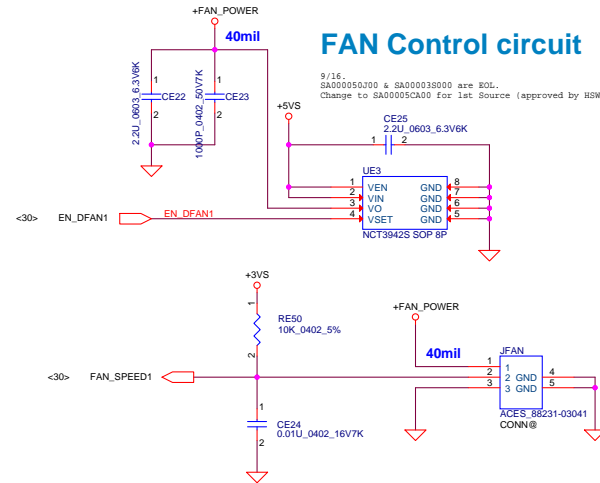 +FAN_POWER
40mil
FAN Control circuit
9/16.
SA000050J00 & SA00003S000 are EOL.
Change to SA00005CA00 for 1st Source (approved by HSW
1
CE22
2
2.2U_0603_6.3V6K
1
CE23
2
1000P_0402_50V7K
+5VS
CE25
2.2U_0603_6.3V6K
1 2
UE3
1 VEN GND 8
2 VIN GND 7
3 VO GND 6
4 VSET GND 5
NCT3942S SOP 8P
<30> EN_DFAN1 EN_DFAN1
+3VS
1
RE50
10K_0402_5%
2
+FAN_POWER
40mil
JFAN
1 1
2 2 GND 4
3 3 GND 5
ACES_88231-03041
CONN@
<30> FAN_SPEED1
1
CE24
0.01U_0402_16V7K
2